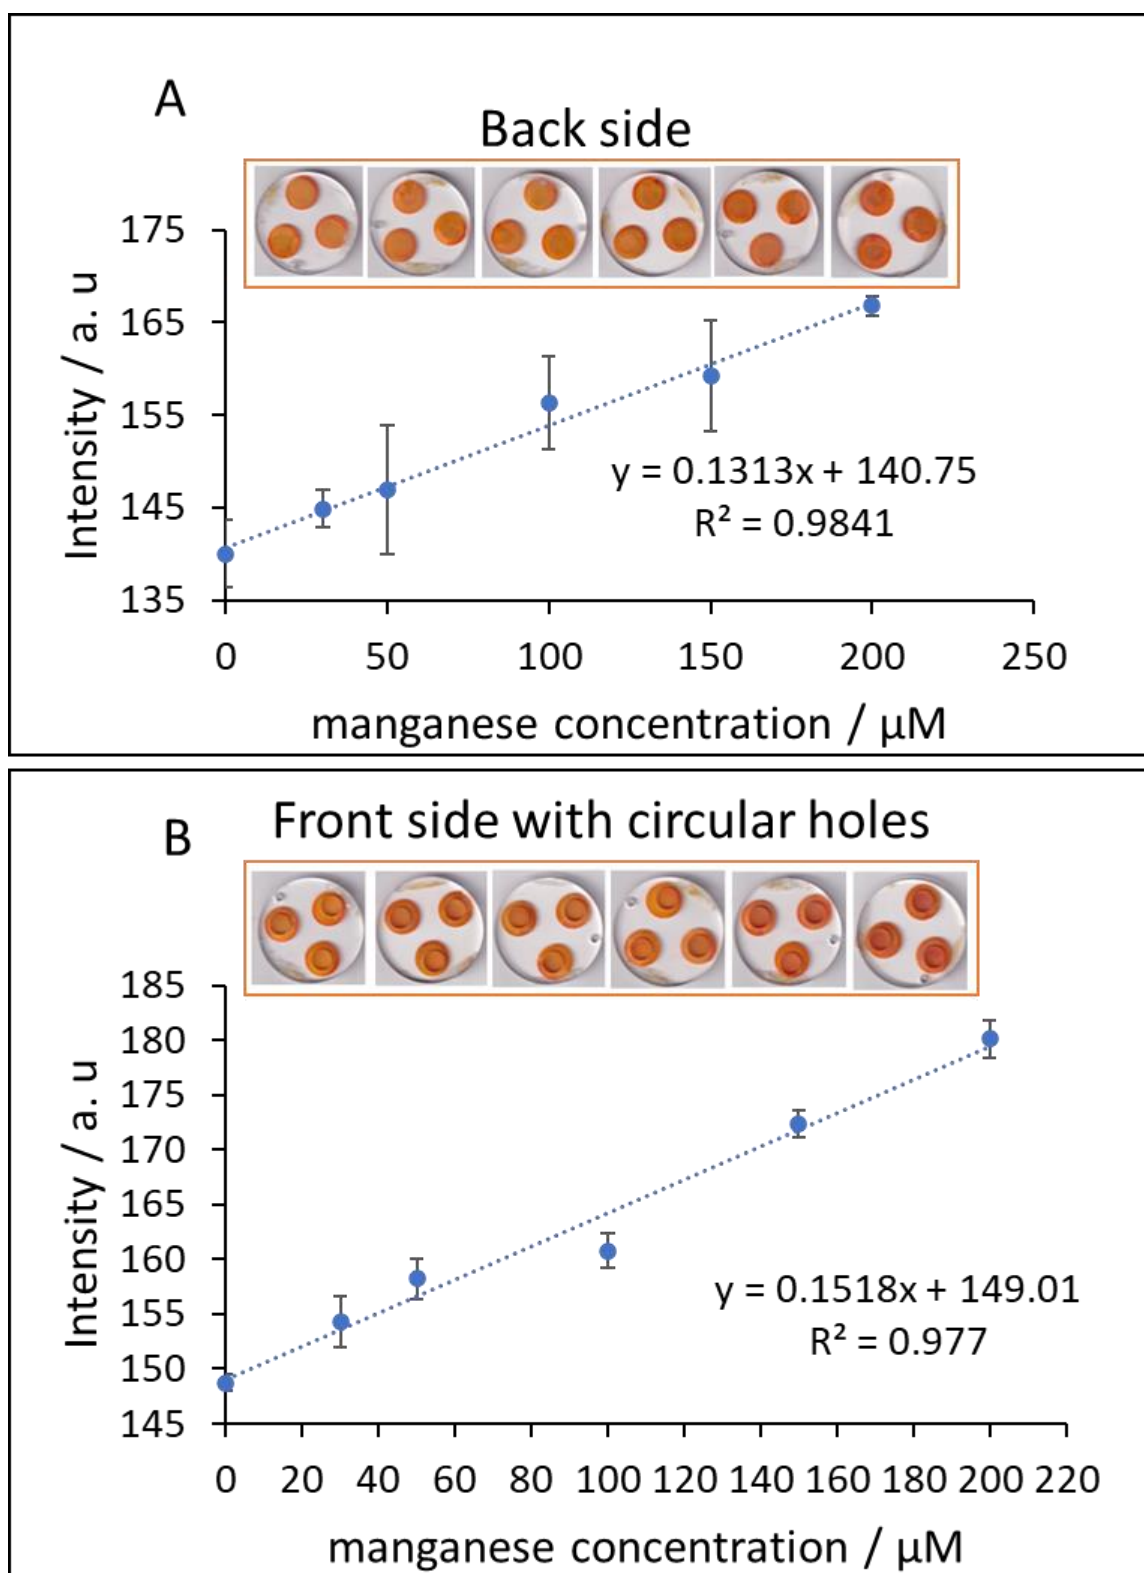 A
Back side
175
165
155
145
135
Intensity / a. u
y = 0.1313x + 140.75
R² = 0.9841
0 50 100 150 200 250
manganese concentration / µM
B
Front side with circular holes
185
180
175
170
165
160
155
150
145
Intensity / a. u
y = 0.1518x + 149.01
R² = 0.977
0 20 40 60 80 100 120 140 160 180 200 220
manganese concentration / µM